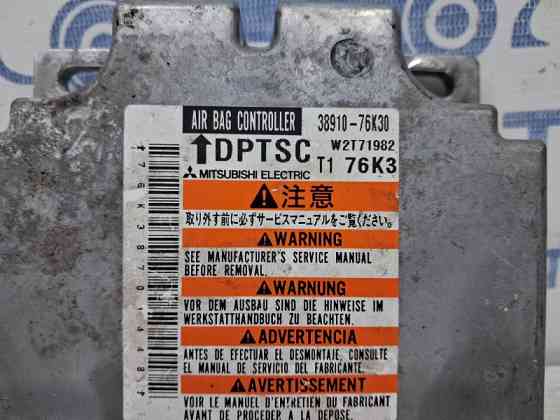 AIR BAG CONTROLLER 38910-76K30
DPTSC W2T71982
T1 76K3
MITSUBISHI ELECTRIC
注意
取り外す前に必ずサービスマニュアルをご覧ください。
WARNING
SEE MANUFACTURER'S SERVICE MANUAL
BEFORE REMOVAL.
WARNUNG
VOR DEM AUSBAU SIND DIE HINWEISE IM
WERKSTATTHANDBUCH ZU BEACHTEN.
ADVERTENCIA
ANTES DE EFECTUAR EL DESMONTAJE, CONSULTE
EL MANUAL DE SERVICIO DEL FABRICANTE.
AVERTISSEMENT
VOIR LE MANUEL D'ENTRETIEN DU FABRICANT
AVANT DE PROCEDER A LA DEPOSE.